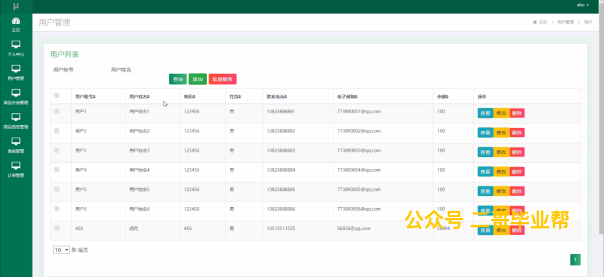 μ
abo
主页
用户管理
主页 用户管理 用户
个人中心
用户管理
商品分类管理
商品信息管理
系统管理
订单管理
用户列表
用户账号 用户姓名
查询 添加 批量删除
用户账号 用户姓名 密码 性别 联系电话 电子邮箱 余额 操作
用户1 用户姓名1 123456 男 13823888881 773890001@qq.com 100 查看 修改 删除
用户2 用户姓名2 123456 男 13823888882 773890002@qq.com 100 查看 修改 删除
用户3 用户姓名3 123456 男 13823888883 773890003@qq.com 100 查看 修改 删除
用户4 用户姓名4 123456 男 13823888884 773890004@qq.com 100 查看 修改 删除
用户5 用户姓名5 123456 男 13823888885 773890005@qq.com 100 查看 修改 删除
用户6 用户姓名6 123456 男 13823888886 773890006@qq.com 100 查看 修改 删除
456 456 男 13513513525 56656@qq.com 查看 修改 删除
公众号 二哥毕业帮
10 条 每页
1